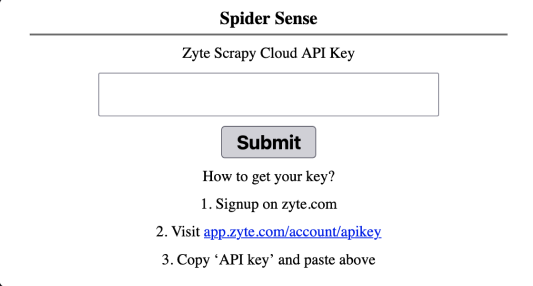 Spider Sense
Zyte Scrapy Cloud API Key
Submit
How to get your key?
1. Signup on zyte.com
2. Visit app.zyte.com/account/apikey
3. Copy ‘API key’ and paste above